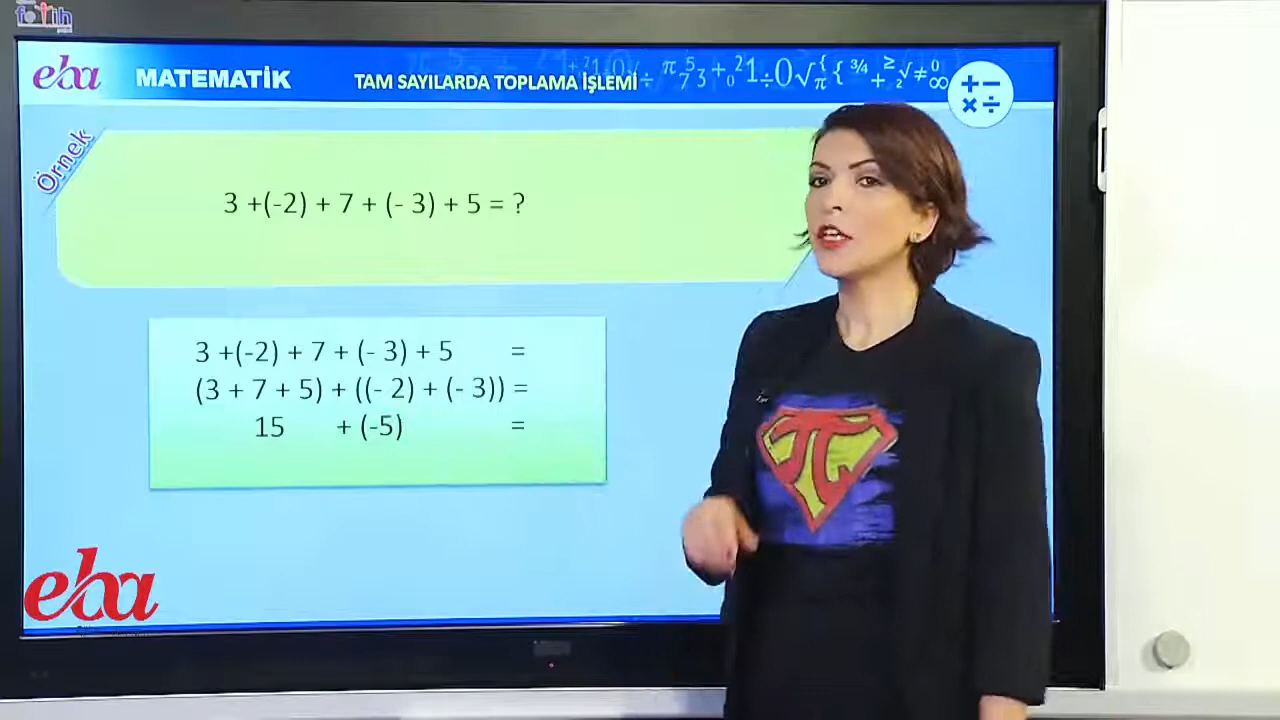 fatih
eba MATEMATİK TAM SAYILARDA TOPLAMA İŞLEMİ
Örnek
3 +(-2) + 7 + (- 3) + 5 = ?
3 +(-2) + 7 + (- 3) + 5 =
(3 + 7 + 5) + ((- 2) + (- 3)) =
15 + (-5) =
π
eba